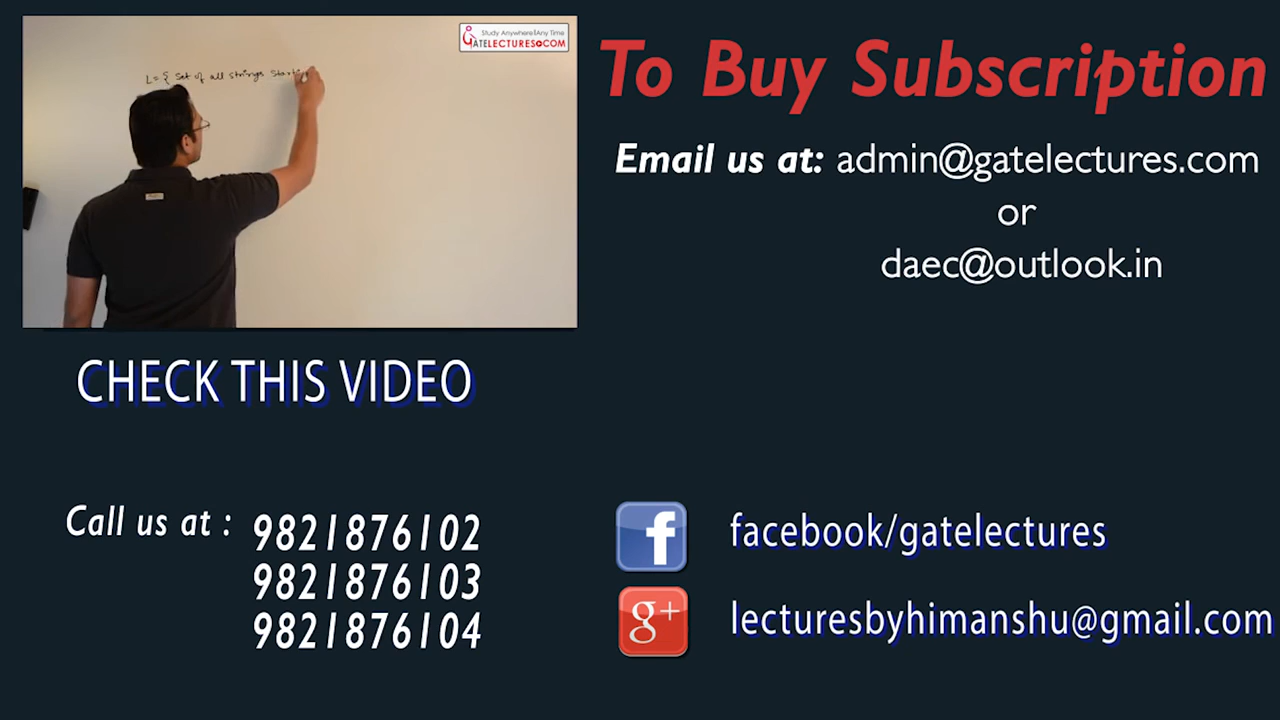 Study Anywhere Any Time
GATELECTURES.COM
L = { Set of all strings Starting
To Buy Subscription
Email us at: admin@gatelectures.com
or
daec@outlook.in
CHECK THIS VIDEO
Call us at : 9821876102
9821876103
9821876104
f facebook/gatelectures
g+ lecturesbyhimanshu@gmail.com